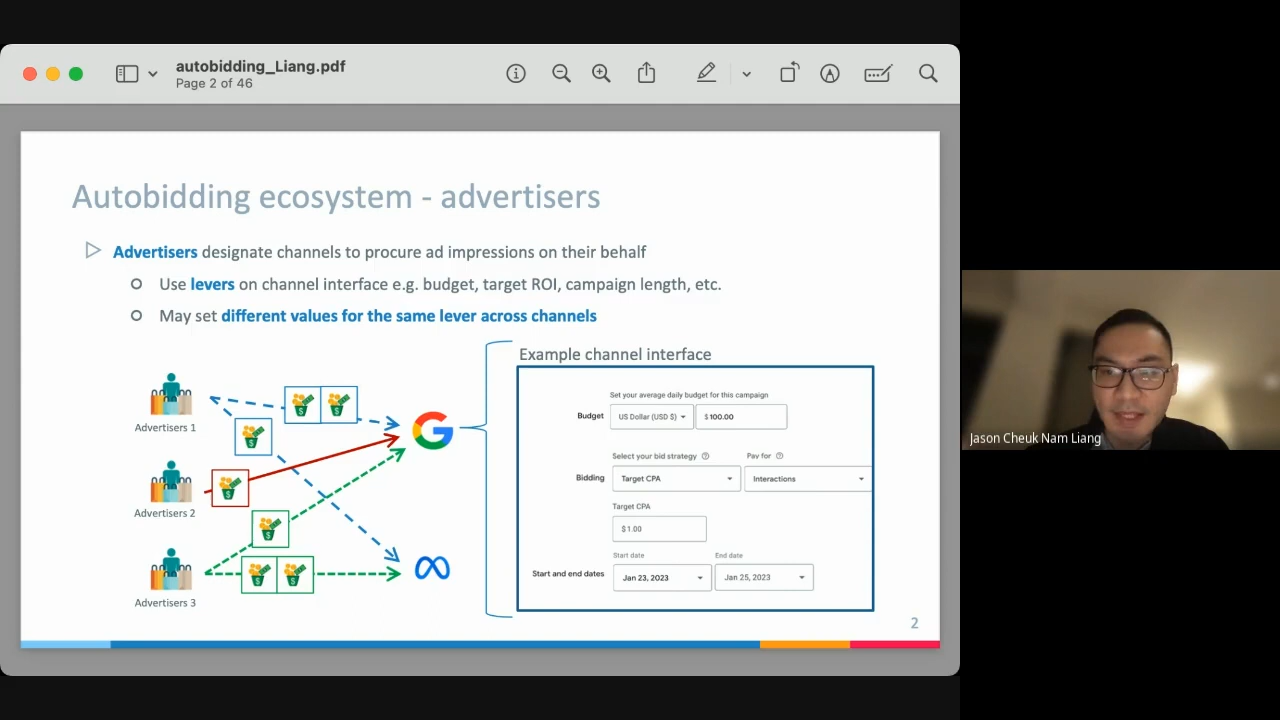 autobidding_Liang.pdf
Page 2 of 46
Autobidding ecosystem - advertisers
Advertisers designate channels to procure ad impressions on their behalf
Use levers on channel interface e.g. budget, target ROI, campaign length, etc.
May set different values for the same lever across channels
Advertisers 1
Advertisers 2
Advertisers 3
Example channel interface
Set your average daily budget for this campaign
Budget US Dollar (USD $) $100.00
Select your bid strategy Pay for
Bidding Target CPA Interactions
Target CPA
$1.00
Start date End date
Start and end dates Jan 23, 2023 Jan 25, 2023
2
Jason Cheuk Nam Liang